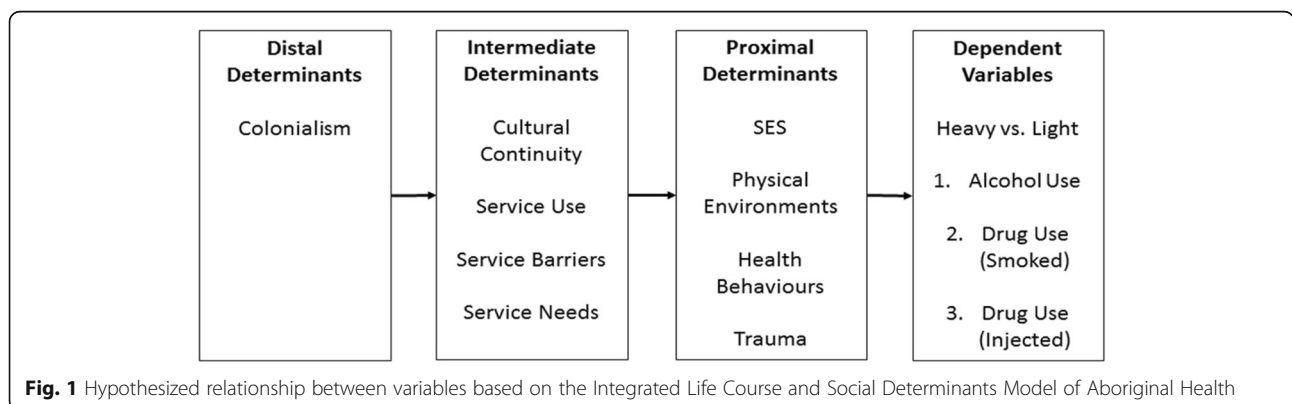 Distal
Determinants
Colonialism
Intermediate
Determinants
Cultural
Continuity
Service Use
Service Barriers
Service Needs
Proximal
Determinants
SES
Physical
Environments
Health
Behaviours
Trauma
Dependent
Variables
Heavy vs. Light
1. Alcohol Use
2. Drug Use
(Smoked)
3. Drug Use
(Injected)
Fig. 1 Hypothesized relationship between variables based on the Integrated Life Course and Social Determinants Model of Aboriginal Health